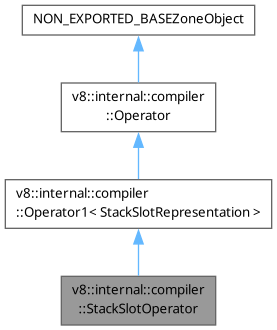 NON_EXPORTED_BASEZoneObject
v8::internal::compiler
::Operator
v8::internal::compiler
::Operator1< StackSlotRepresentation >
v8::internal::compiler
::StackSlotOperator